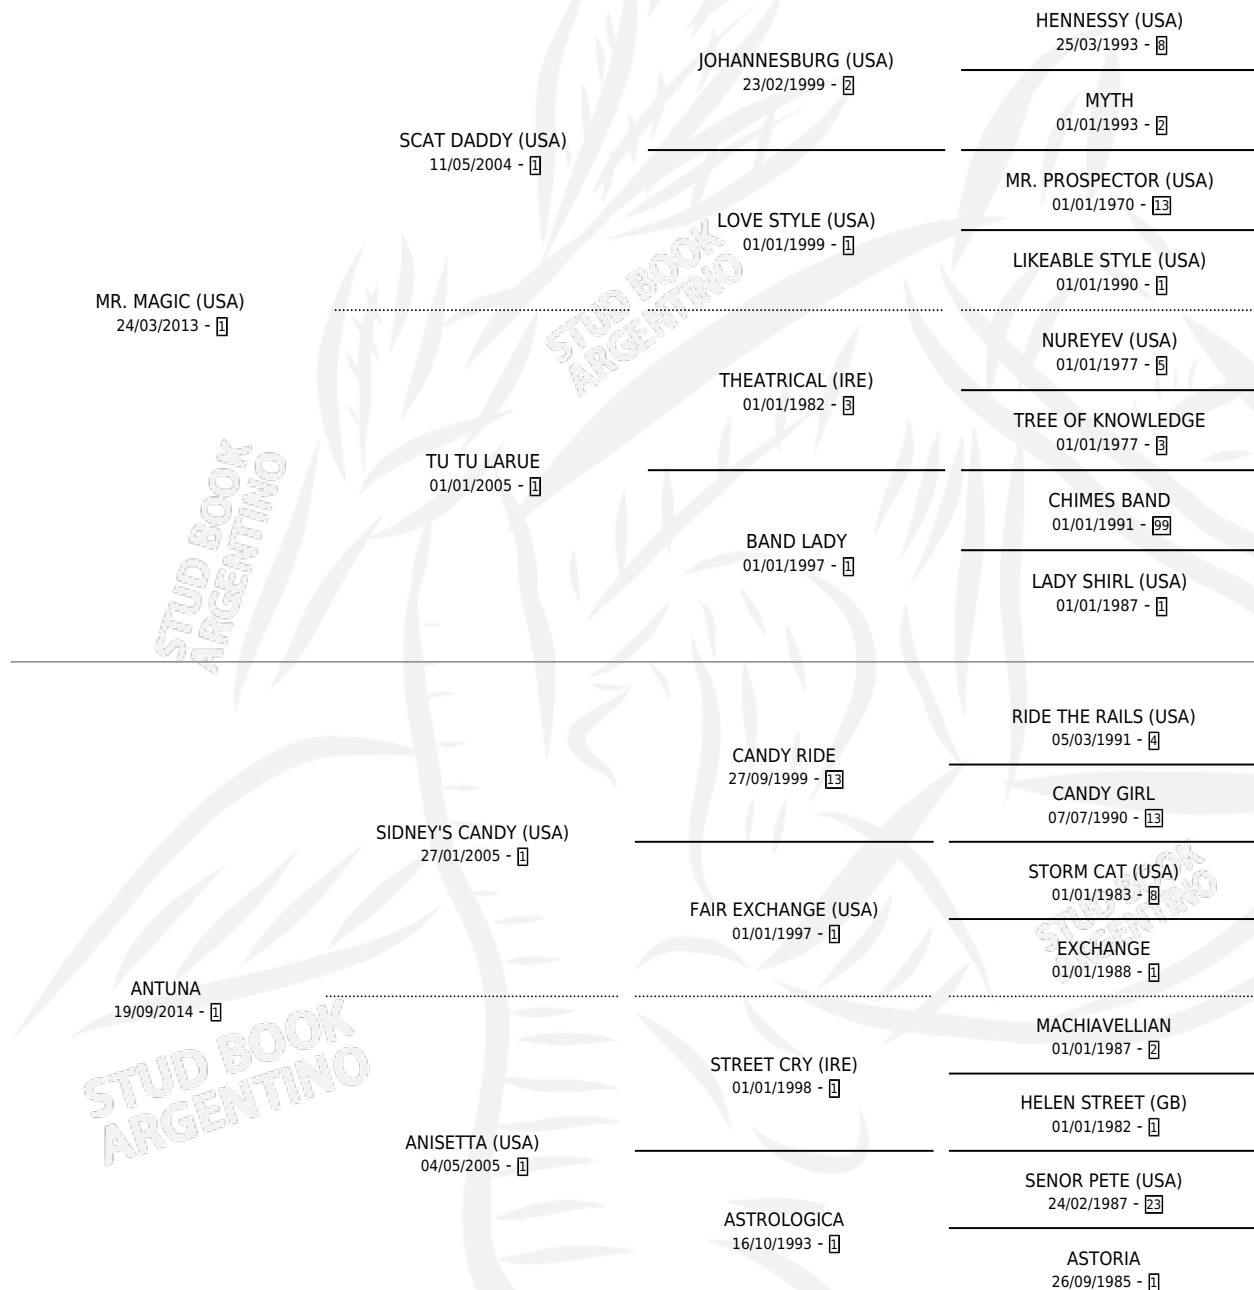 HENNESSY (USA)
25/03/1993 - 8
JOHANNESBURG (USA)
23/02/1999 - 2
MYTH
01/01/1993 - 2
SCAT DADDY (USA)
11/05/2004 - 1
MR. PROSPECTOR (USA)
01/01/1970 - 13
LOVE STYLE (USA)
01/01/1999 - 1
LIKEABLE STYLE (USA)
01/01/1990 - 1
MR. MAGIC (USA)
24/03/2013 - 1
NUREYEV (USA)
01/01/1977 - 5
THEATRICAL (IRE)
01/01/1982 - 3
TREE OF KNOWLEDGE
01/01/1977 - 3
TU TU LARUE
01/01/2005 - 1
CHIMES BAND
01/01/1991 - 99
BAND LADY
01/01/1997 - 1
LADY SHIRL (USA)
01/01/1987 - 1
STUD BOOK
ARGENTINO
STUD BOOK
ARGENTINO
RIDE THE RAILS (USA)
05/03/1991 - 4
CANDY RIDE
27/09/1999 - 13
CANDY GIRL
07/07/1990 - 13
SIDNEY'S CANDY (USA)
27/01/2005 - 1
STORM CAT (USA)
01/01/1983 - 8
FAIR EXCHANGE (USA)
01/01/1997 - 1
EXCHANGE
01/01/1988 - 1
ANTUNA
19/09/2014 - 1
MACHIAVELLIAN
01/01/1987 - 2
STREET CRY (IRE)
01/01/1998 - 1
HELEN STREET (GB)
01/01/1982 - 1
ANISETTA (USA)
04/05/2005 - 1
SENOR PETE (USA)
24/02/1987 - 23
ASTROLOGICA
16/10/1993 - 1
ASTORIA
26/09/1985 - 1
STUD BOOK
ARGENTINO
STUD BOOK
ARGENTINO